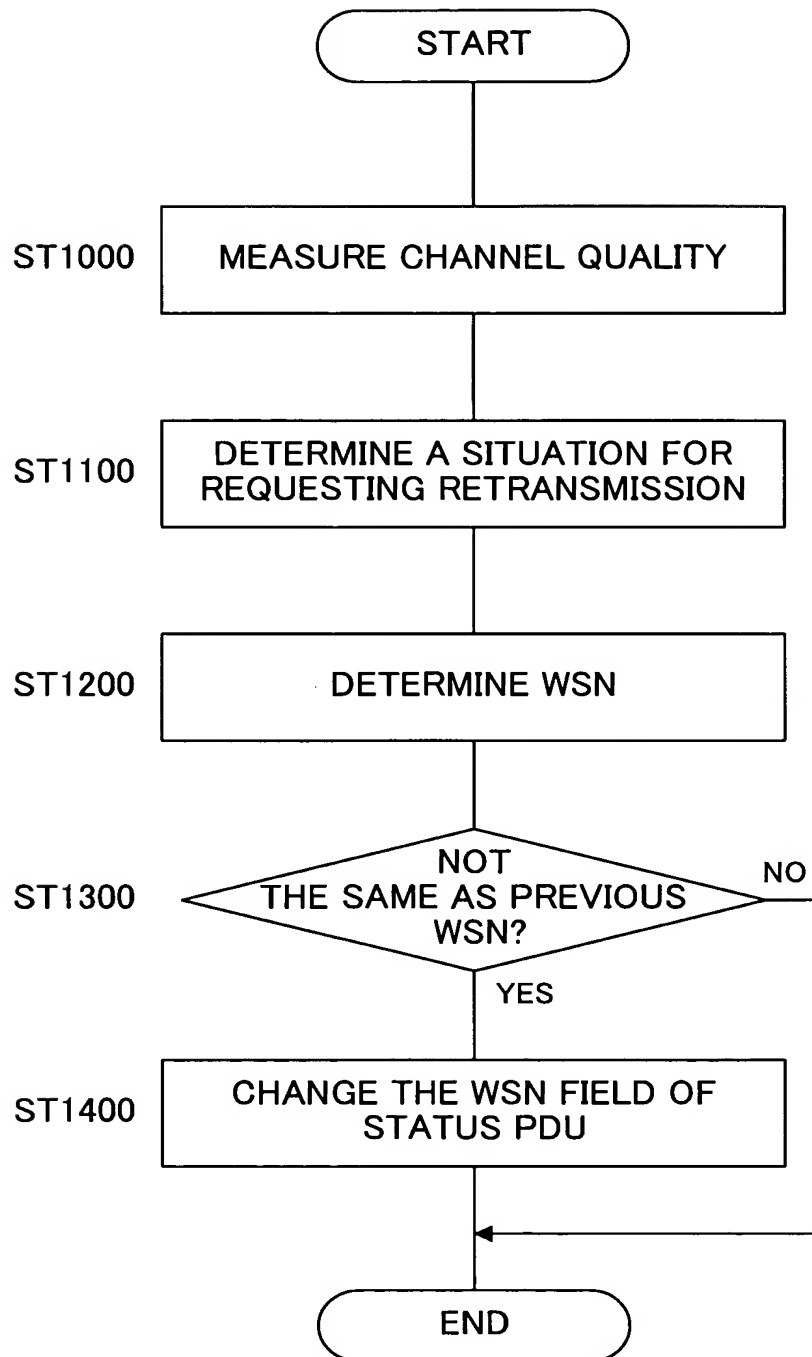 START
ST1000
MEASURE CHANNEL QUALITY
ST1100
DETERMINE A SITUATION FOR
REQUESTING RETRANSMISSION
ST1200
DETERMINE WSN
ST1300
NOT
THE SAME AS PREVIOUS
WSN?
NO
YES
ST1400
CHANGE THE WSN FIELD OF
STATUS PDU
END